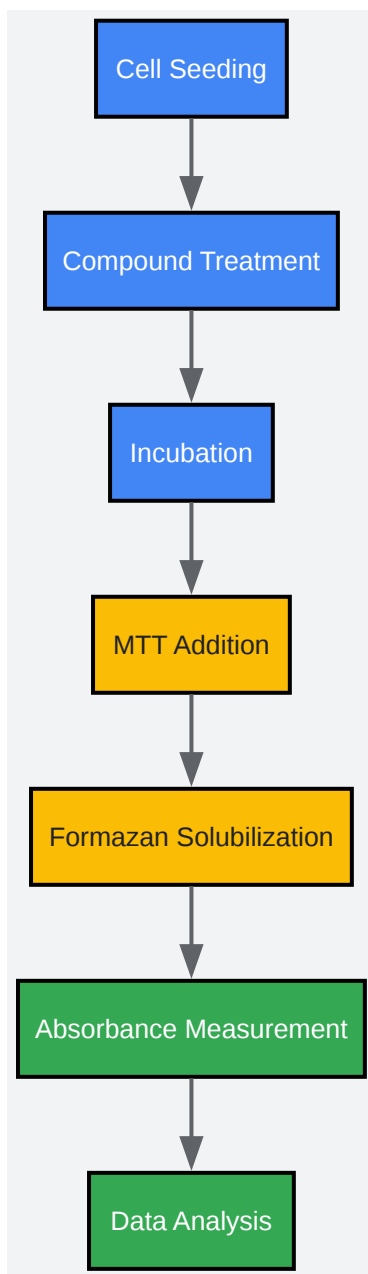 Cell Seeding
Compound Treatment
Incubation
MTT Addition
Formazan Solubilization
Absorbance Measurement
Data Analysis